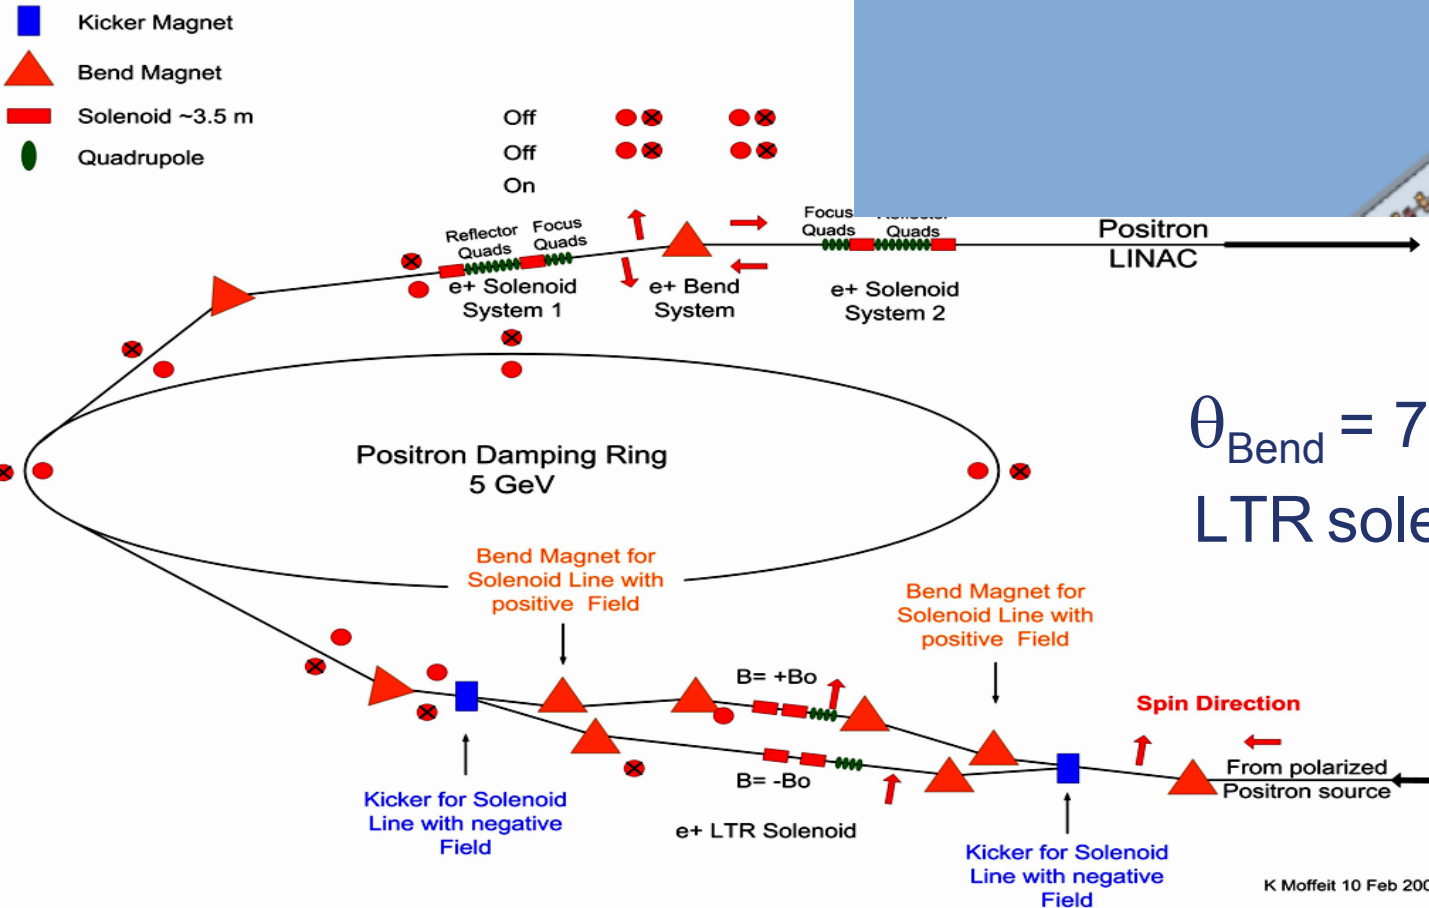 Kicker Magnet
Bend Magnet
Solenoid ~3.5 m
Quadrupole
Off
Off
On
Reflector
Quads
Focus
Quads
e+ Solenoid
System 1
e+ Bend
System
Focus
Quads
Quads
e+ Solenoid
System 2
Positron
LINAC
Positron Damping Ring
5 GeV
θBend = 7
LTR sole
Bend Magnet for
Solenoid Line with
positive Field
Bend Magnet for
Solenoid Line with
positive Field
B= +Bo
B= -Bo
e+ LTR Solenoid
Spin Direction
From polarized
Positron source
Kicker for Solenoid
Line with negative
Field
Kicker for Solenoid
Line with negative
Field
K Moffeit 10 Feb 200